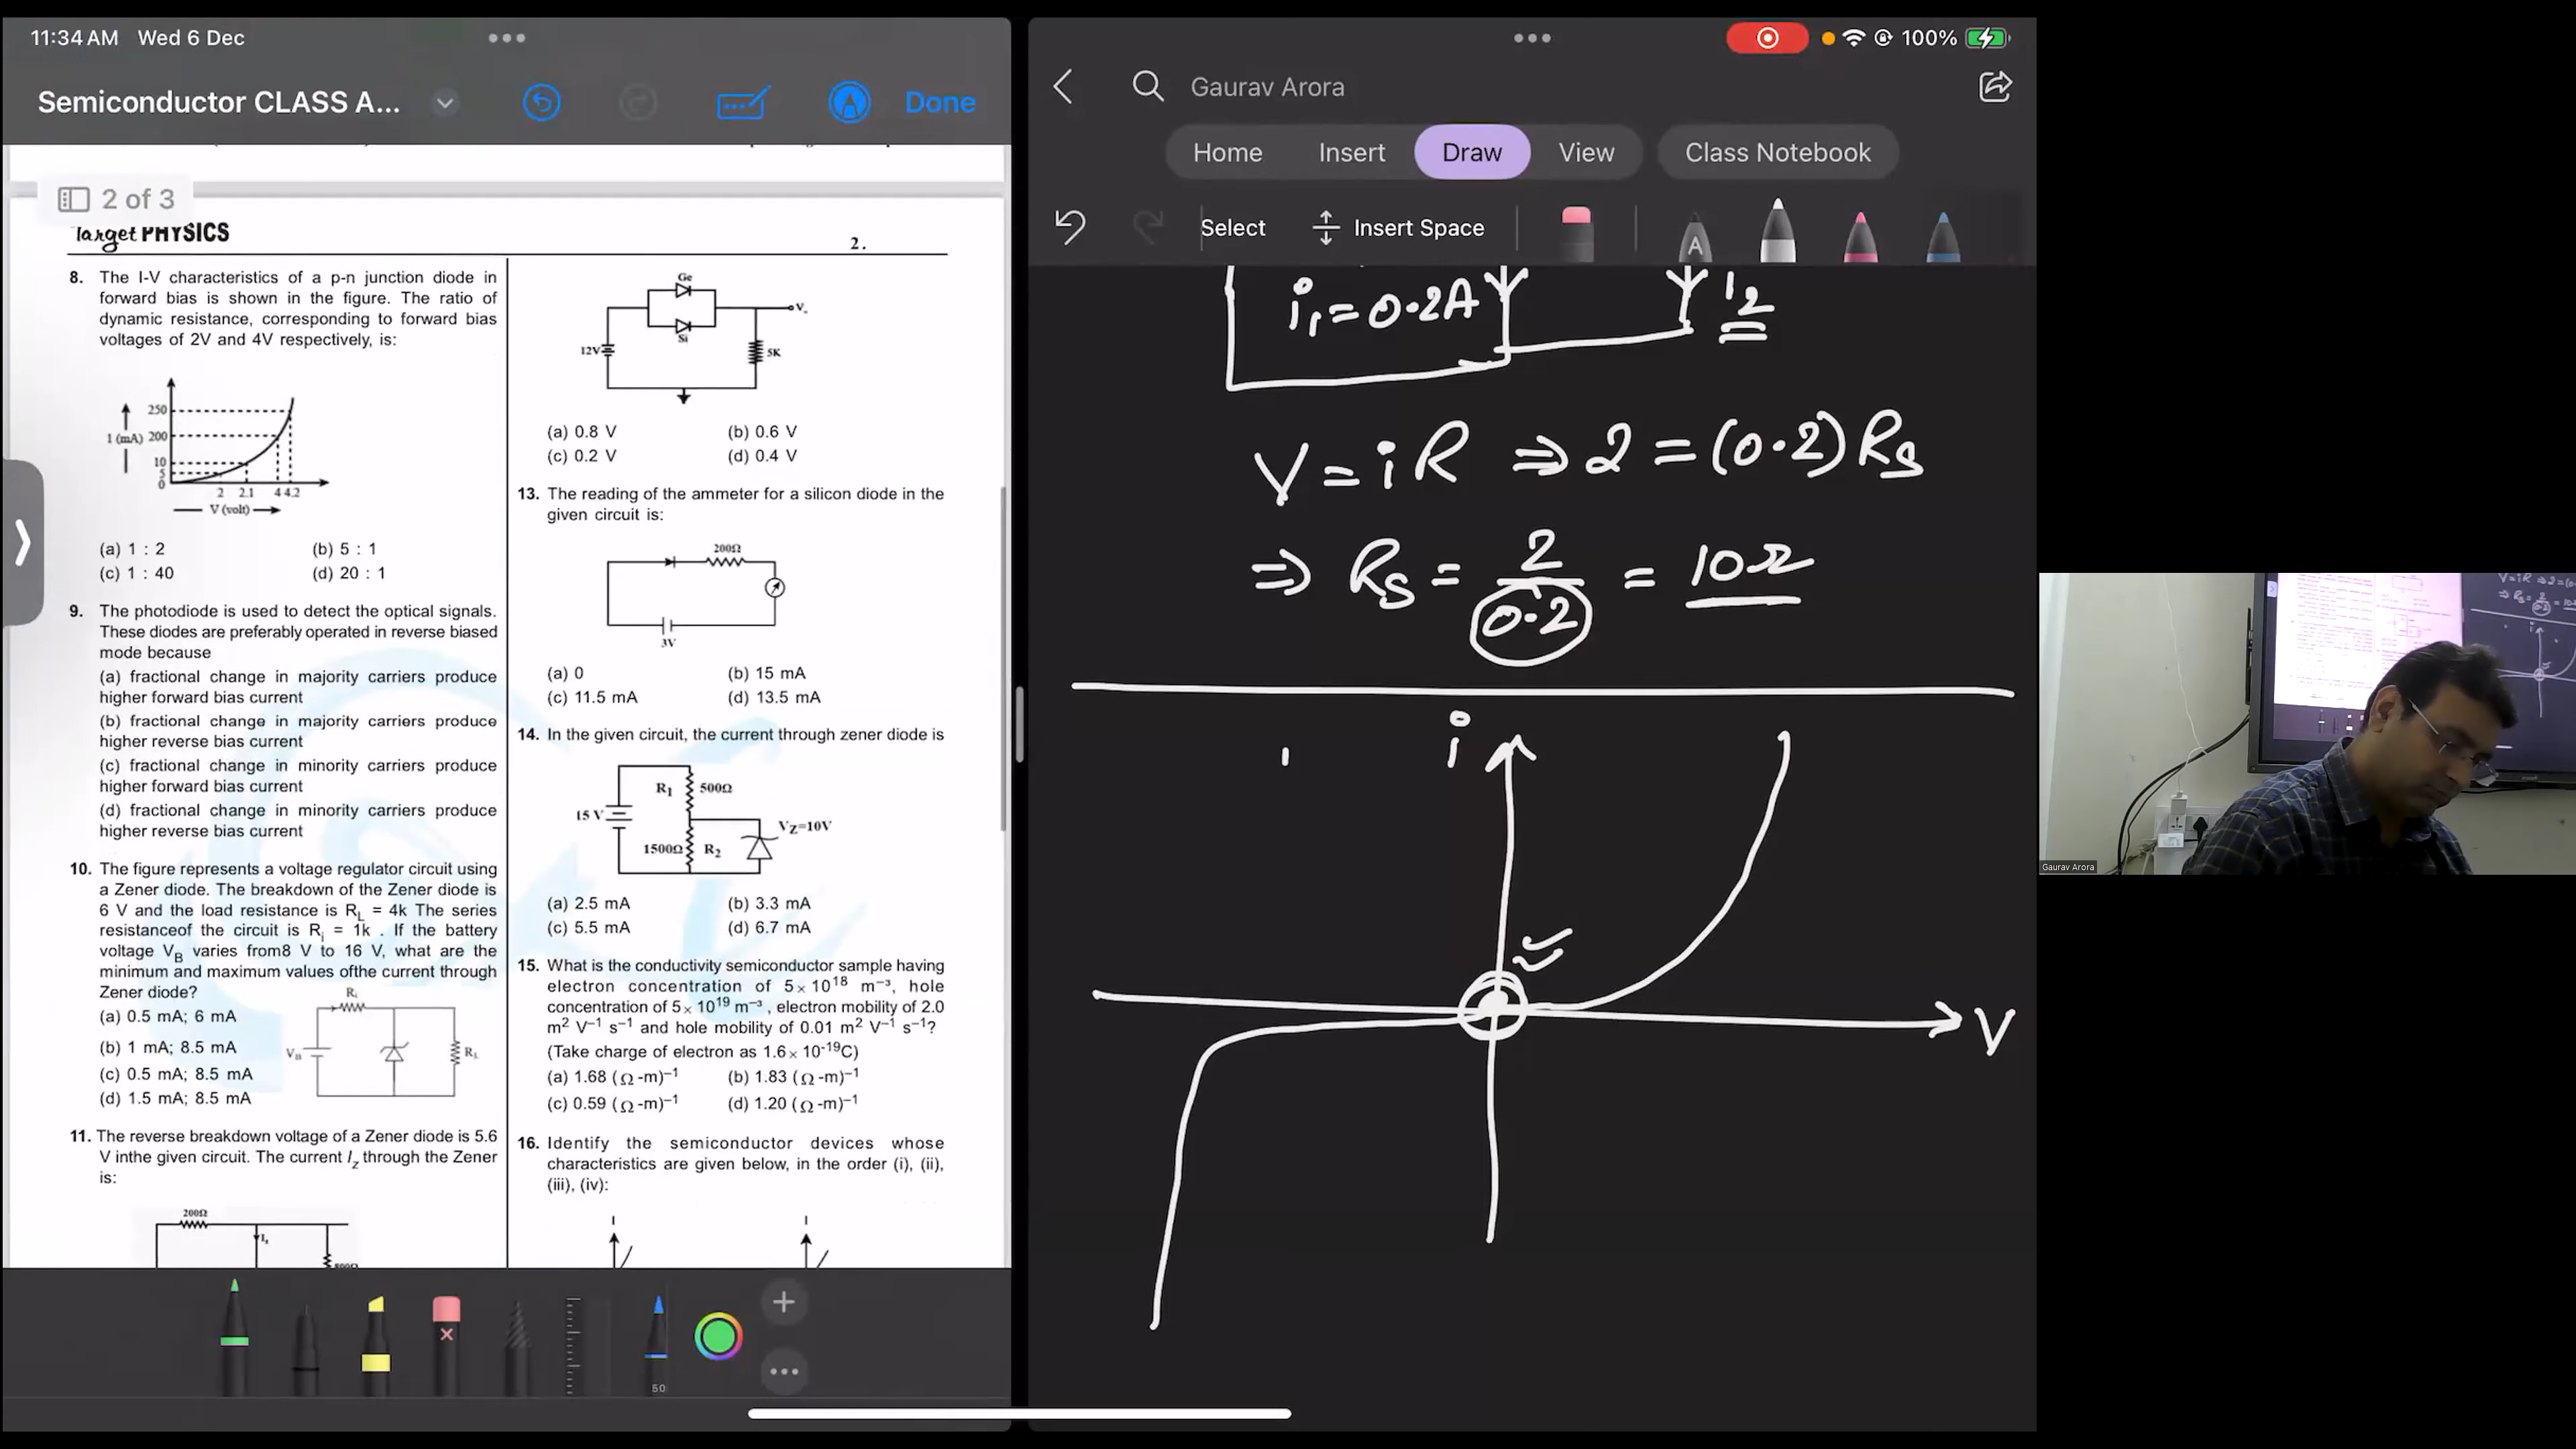 11:34 AM Wed 6 Dec
Semiconductor CLASS A...
Done
2 of 3
Target PHYSICS
2.
8. The I-V characteristics of a p-n junction diode in
forward bias is shown in the figure. The ratio of
dynamic resistance, corresponding to forward bias
voltages of 2V and 4V respectively, is:
250
I (mA) 200
10
5
0
2 2.1 4 4.2
V (volt)
(a) 1 : 2 (b) 5 : 1
(c) 1 : 40 (d) 20 : 1
9. The photodiode is used to detect the optical signals.
These diodes are preferably operated in reverse biased
mode because
(a) fractional change in majority carriers produce
higher forward bias current
(b) fractional change in majority carriers produce
higher reverse bias current
(c) fractional change in minority carriers produce
higher forward bias current
(d) fractional change in minority carriers produce
higher reverse bias current
10. The figure represents a voltage regulator circuit using
a Zener diode. The breakdown of the Zener diode is
6 V and the load resistance is RL = 4k The series
resistanceof the circuit is Ri = 1k . If the battery
voltage VB varies from8 V to 16 V, what are the
minimum and maximum values ofthe current through
Zener diode?
Ri
(a) 0.5 mA; 6 mA
(b) 1 mA; 8.5 mA
VB
RL
(c) 0.5 mA; 8.5 mA
(d) 1.5 mA; 8.5 mA
11. The reverse breakdown voltage of a Zener diode is 5.6
V inthe given circuit. The current Iz through the Zener
is:
200Ω
Iz
800Ω
Ge
Si
12V
5K
(a) 0.8 V (b) 0.6 V
(c) 0.2 V (d) 0.4 V
13. The reading of the ammeter for a silicon diode in the
given circuit is:
200Ω
3V
(a) 0 (b) 15 mA
(c) 11.5 mA (d) 13.5 mA
14. In the given circuit, the current through zener diode is
R1 500Ω
15 V
VZ=10V
1500Ω R2
(a) 2.5 mA (b) 3.3 mA
(c) 5.5 mA (d) 6.7 mA
15. What is the conductivity semiconductor sample having
electron concentration of 5× 10¹⁸ m⁻³, hole
concentration of 5× 10¹⁹ m⁻³ , electron mobility of 2.0
m² V⁻¹ s⁻¹ and hole mobility of 0.01 m² V⁻¹ s⁻¹?
(Take charge of electron as 1.6× 10⁻¹⁹C)
(a) 1.68 (Ω -m)⁻¹ (b) 1.83 (Ω -m)⁻¹
(c) 0.59 (Ω -m)⁻¹ (d) 1.20 (Ω -m)⁻¹
16. Identify the semiconductor devices whose
characteristics are given below, in the order (i), (ii),
(iii), (iv):
I I
50
100%
Gaurav Arora
Home Insert Draw View Class Notebook
Select Insert Space
A
i₁ = 0.2A i₂
V = iR ⇒ 2 = (0.2) Rs
⇒ Rs = 2/0.2 = 10Ω
i
V
Gaurav Arora